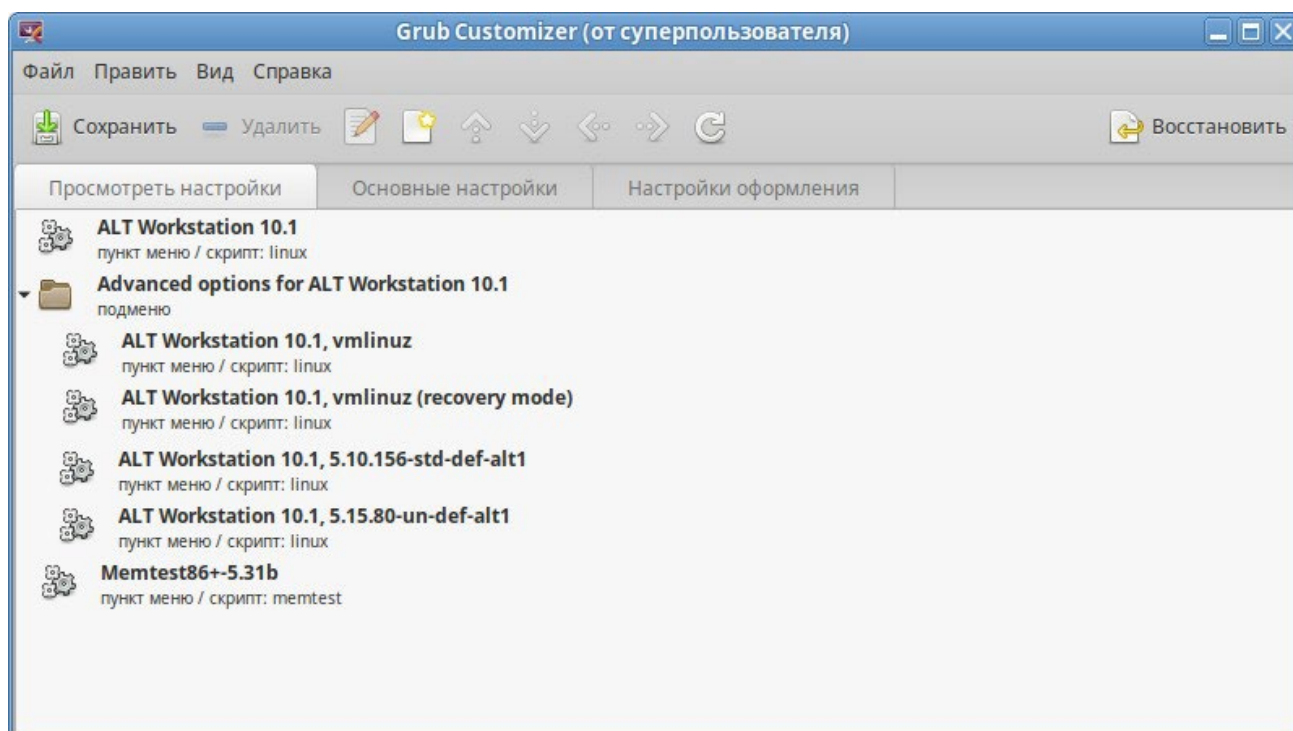 Grub Customizer (от суперпользователя)
Файл Править Вид Справка
Сохранить Удалить Восстановить
Просмотреть настройки Основные настройки Настройки оформления
ALT Workstation 10.1
пункт меню / скрипт: linux
Advanced options for ALT Workstation 10.1
подменю
ALT Workstation 10.1, vmlinuz
пункт меню / скрипт: linux
ALT Workstation 10.1, vmlinuz (recovery mode)
пункт меню / скрипт: linux
ALT Workstation 10.1, 5.10.156-std-def-alt1
пункт меню / скрипт: linux
ALT Workstation 10.1, 5.15.80-un-def-alt1
пункт меню / скрипт: linux
Memtest86+-5.31b
пункт меню / скрипт: memtest